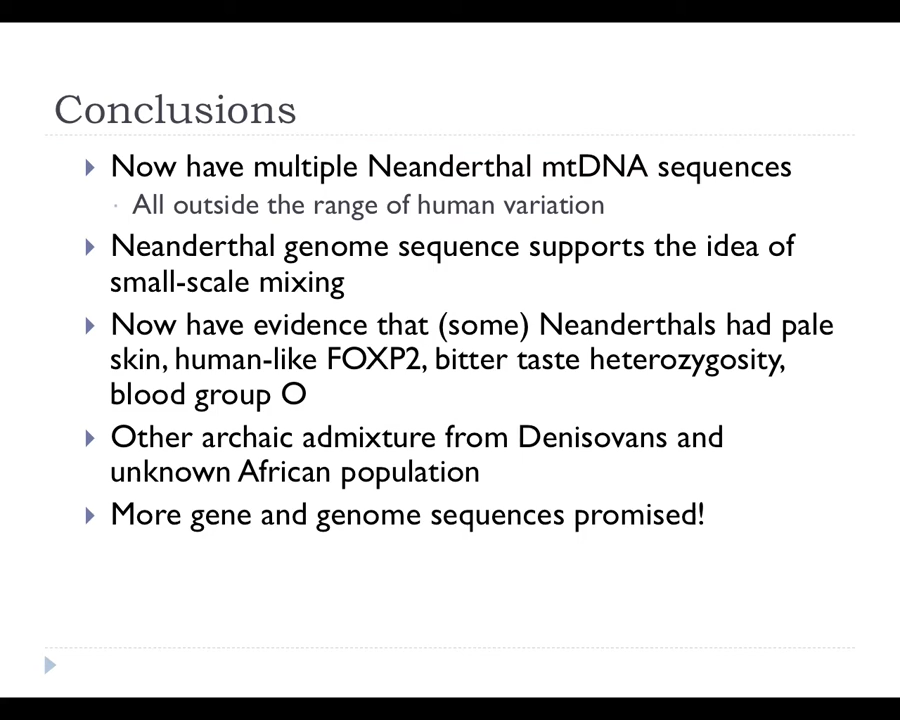 Conclusions
Now have multiple Neanderthal mtDNA sequences
All outside the range of human variation
Neanderthal genome sequence supports the idea of
small-scale mixing
Now have evidence that (some) Neanderthals had pale
skin, human-like FOXP2, bitter taste heterozygosity,
blood group O
Other archaic admixture from Denisovans and
unknown African population
More gene and genome sequences promised!